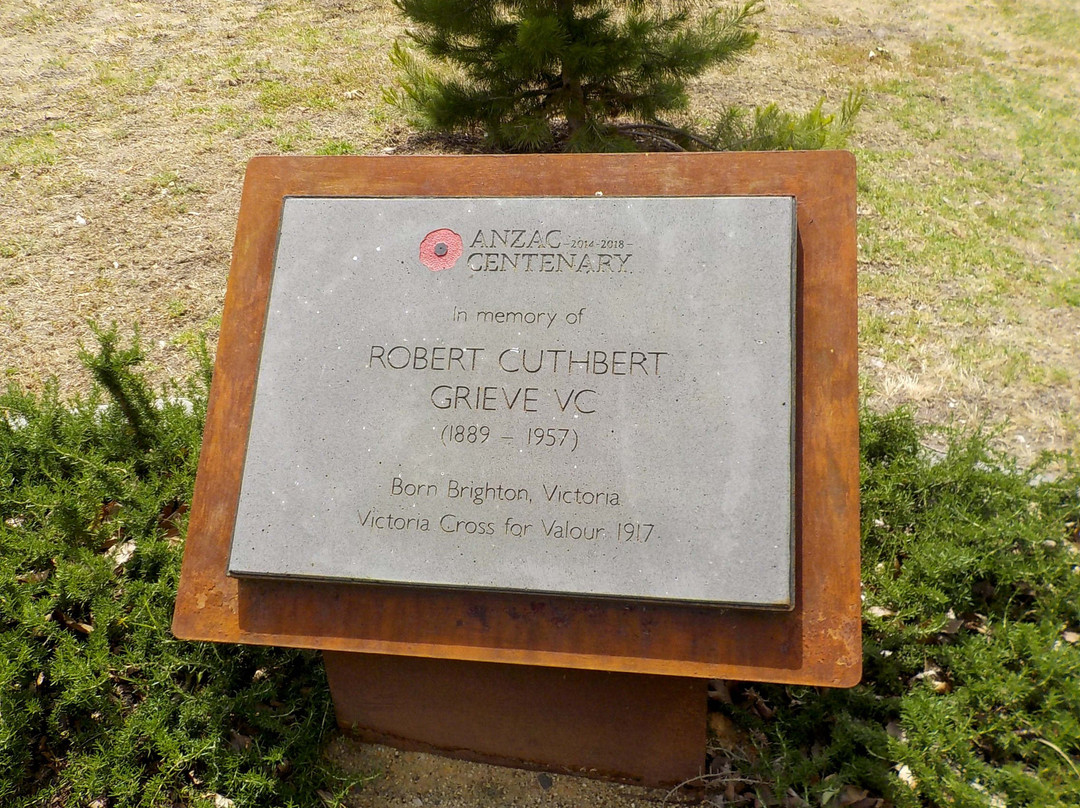 ANZAC -2014-2018-
CENTENARY
In memory of
ROBERT CUTHBERT
GRIEVE VC
(1889 – 1957)
Born Brighton, Victoria
Victoria Cross for Valour 1917